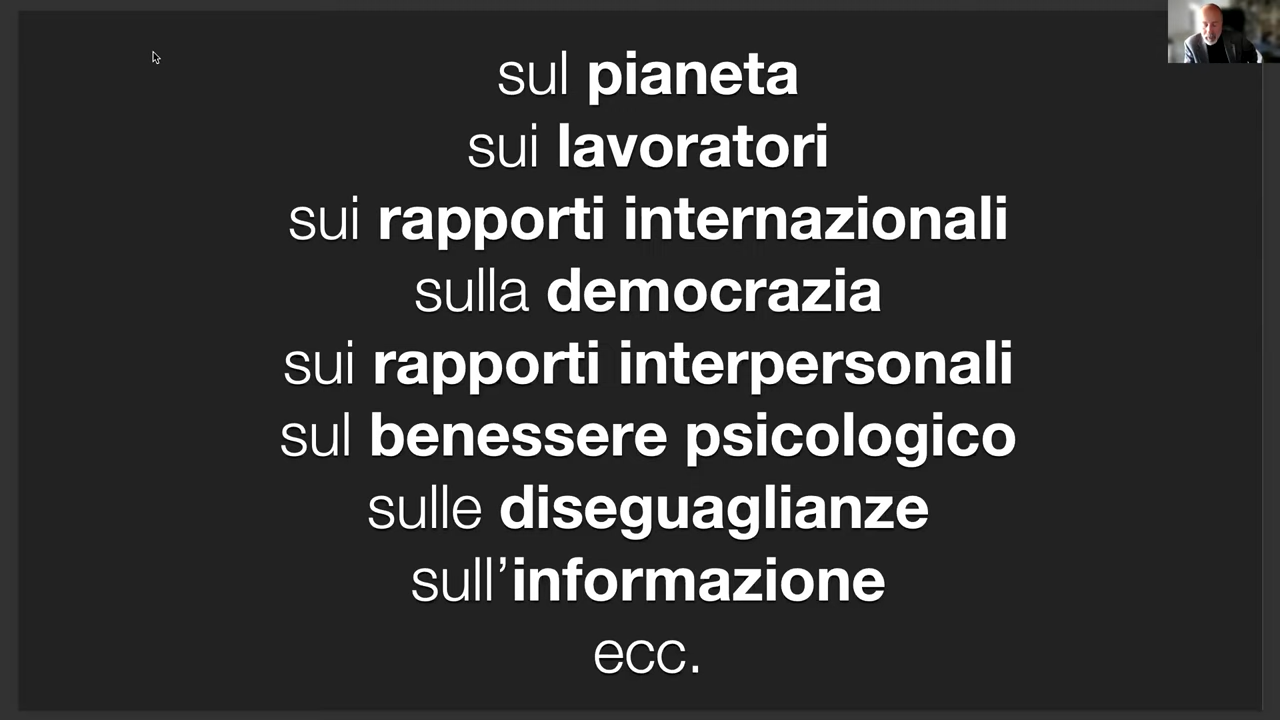 sul pianeta
sui lavoratori
sui rapporti internazionali
sulla democrazia
sui rapporti interpersonali
sul benessere psicologico
sulle diseguaglianze
sull’informazione
ecc.